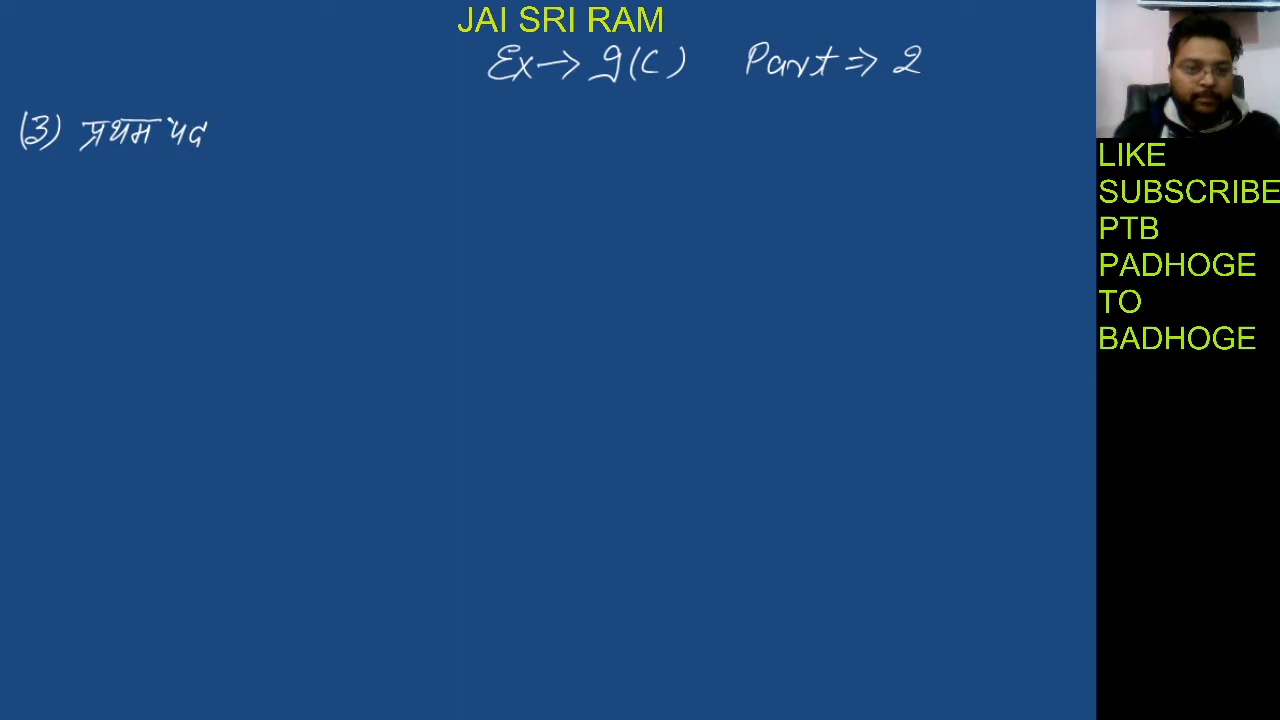 JAI SRI RAM
Ex → 9(C) Part ⇒ 2
(3) प्रथम पद
LIKE
SUBSCRIBE
PTB
PADHOGE
TO
BADHOGE